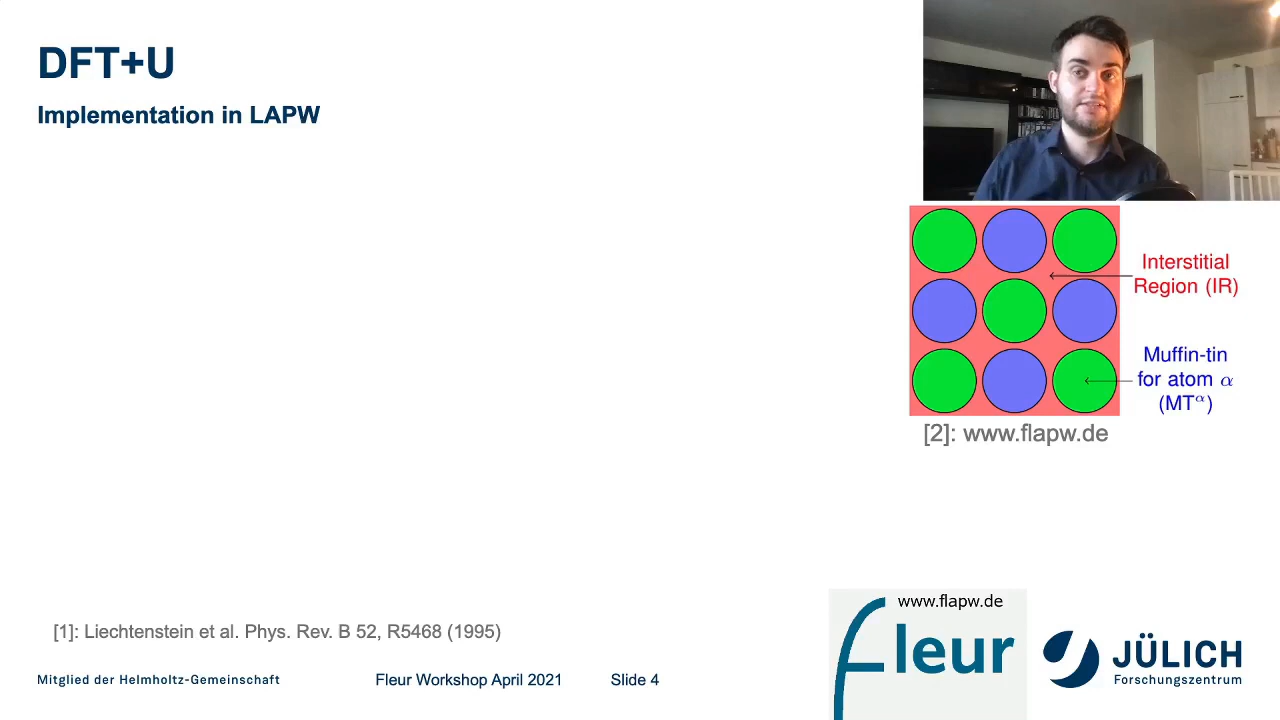 DFT+U
Implementation in LAPW
Interstitial
Region (IR)
Muffin-tin
for atom α
(MTα)
[2]: www.flapw.de
[1]: Liechtenstein et al. Phys. Rev. B 52, R5468 (1995)
www.flapw.de
fleur
JÜLICH
Forschungszentrum
Mitglied der Helmholtz-Gemeinschaft
Fleur Workshop April 2021
Slide 4